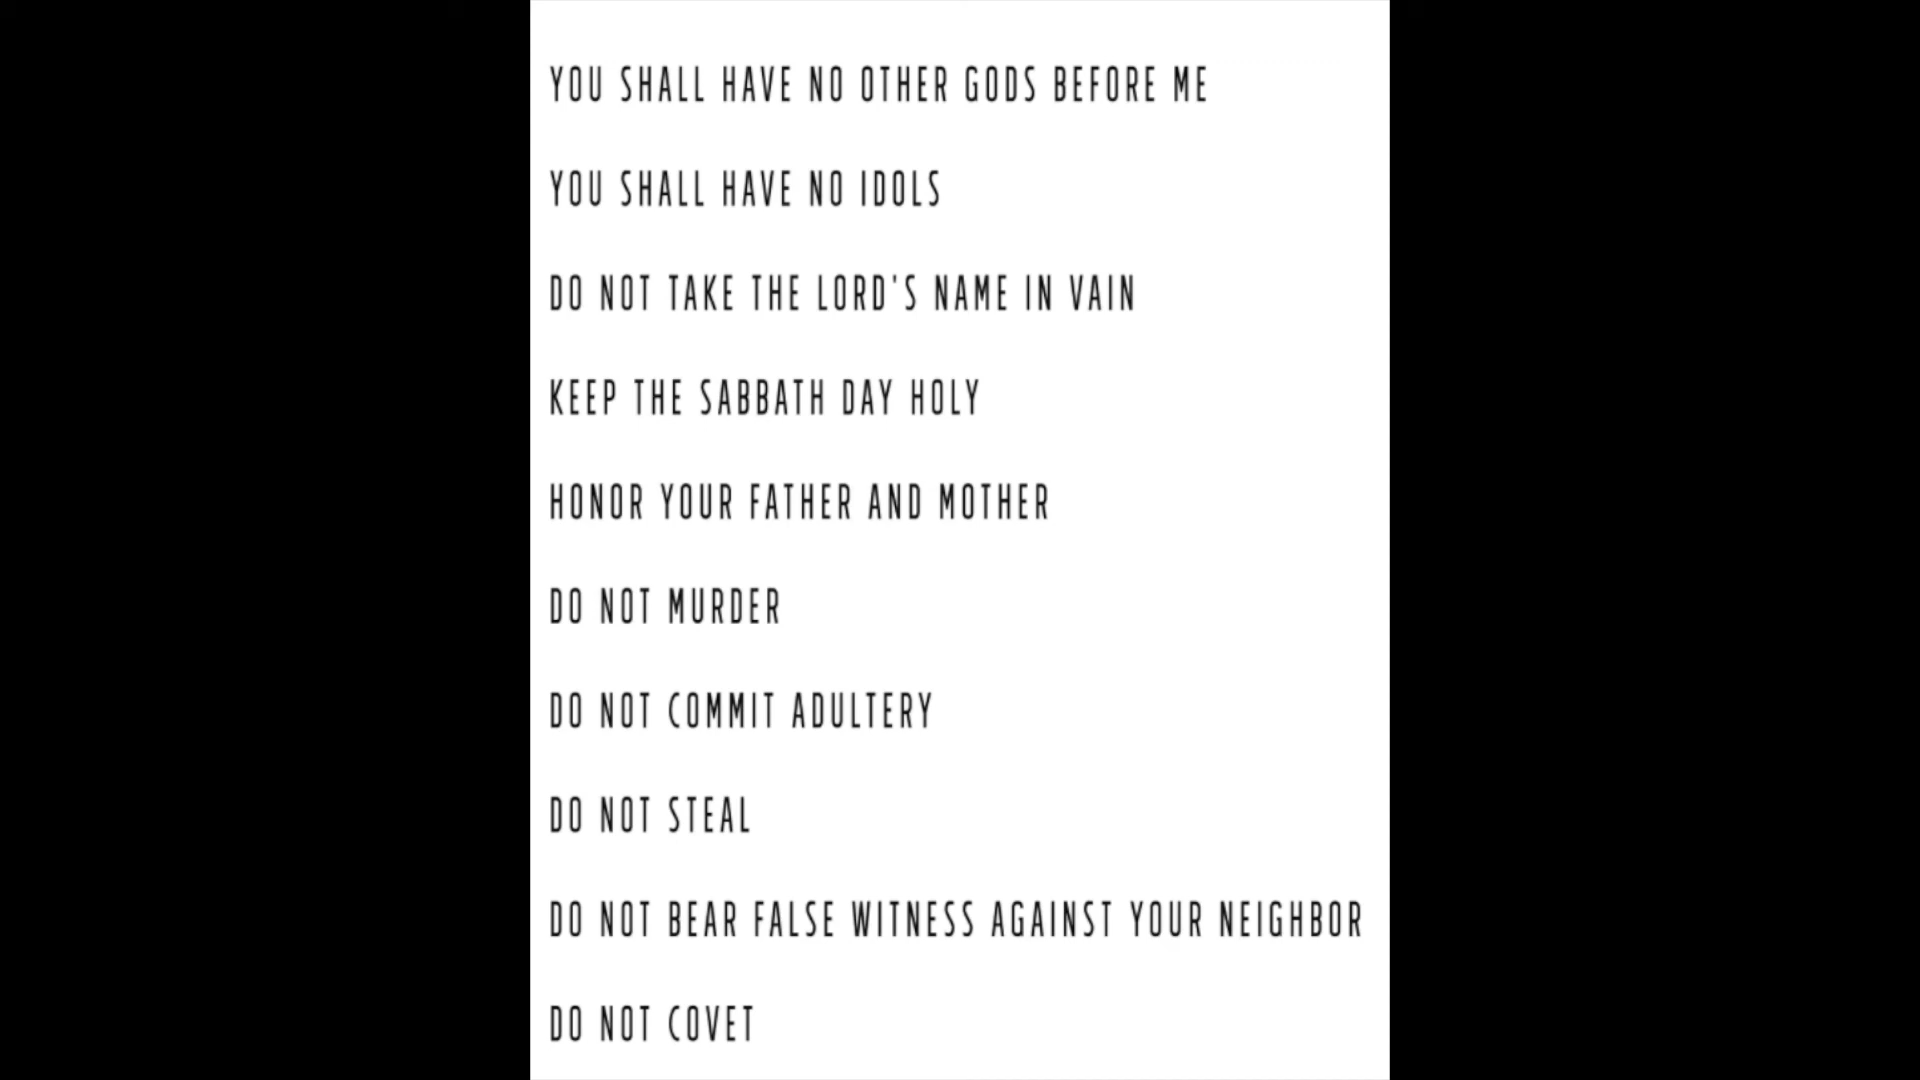 YOU SHALL HAVE NO OTHER GODS BEFORE ME
YOU SHALL HAVE NO IDOLS
DO NOT TAKE THE LORD'S NAME IN VAIN
KEEP THE SABBATH DAY HOLY
HONOR YOUR FATHER AND MOTHER
DO NOT MURDER
DO NOT COMMIT ADULTERY
DO NOT STEAL
DO NOT BEAR FALSE WITNESS AGAINST YOUR NEIGHBOR
DO NOT COVET